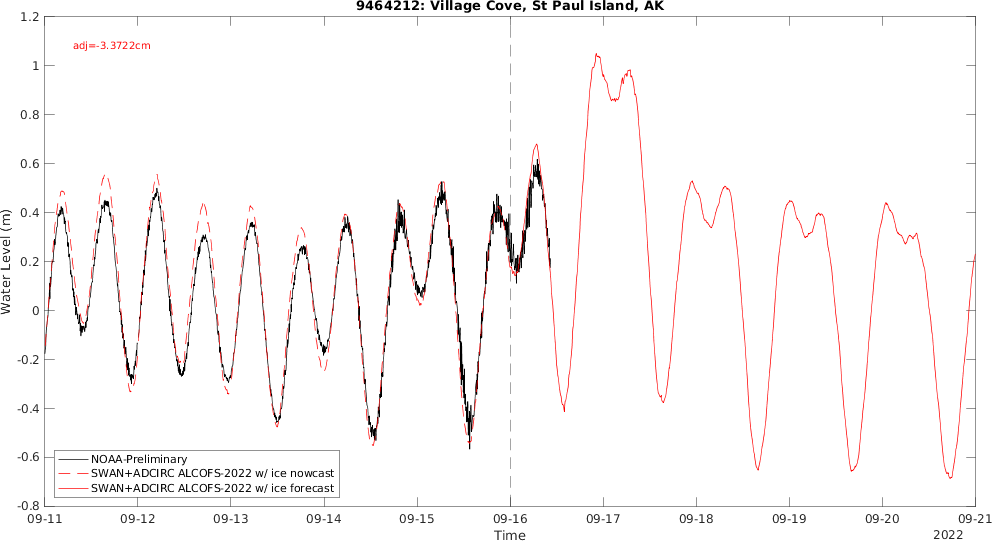 9464212: Village Cove, St Paul Island, AK
1.2
1
0.8
0.6
0.4
0.2
0
-0.2
-0.4
-0.6
-0.8
Water Level (m)
adj=-3.3722cm
NOAA-Preliminary
SWAN+ADCIRC ALCOFS-2022 w/ ice nowcast
SWAN+ADCIRC ALCOFS-2022 w/ ice forecast
09-11 09-12 09-13 09-14 09-15 09-16 09-17 09-18 09-19 09-20 09-21
Time
2022